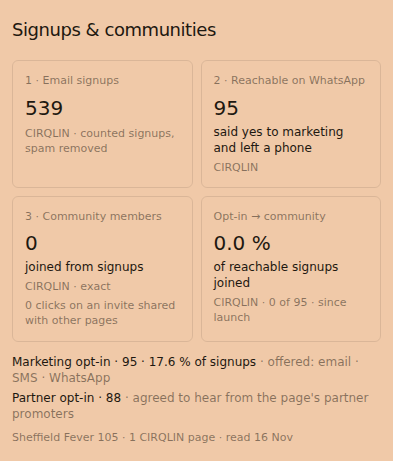 Signups & communities
1 · Email signups
539
CIRQLIN · counted signups,
spam removed
2 · Reachable on WhatsApp
95
said yes to marketing
and left a phone
CIRQLIN
3 · Community members
0
joined from signups
CIRQLIN · exact
0 clicks on an invite shared
with other pages
Opt-in → community
0.0 %
of reachable signups
joined
CIRQLIN · 0 of 95 · since
launch
Marketing opt-in · 95 · 17.6 % of signups · offered: email ·
SMS · WhatsApp
Partner opt-in · 88 · agreed to hear from the page's partner
promoters
Sheffield Fever 105 · 1 CIRQLIN page · read 16 Nov